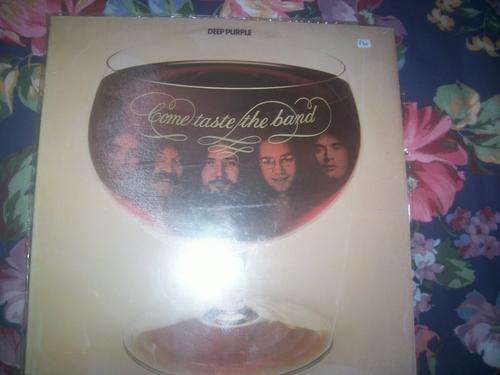 DEEP PURPLE
Come taste the band